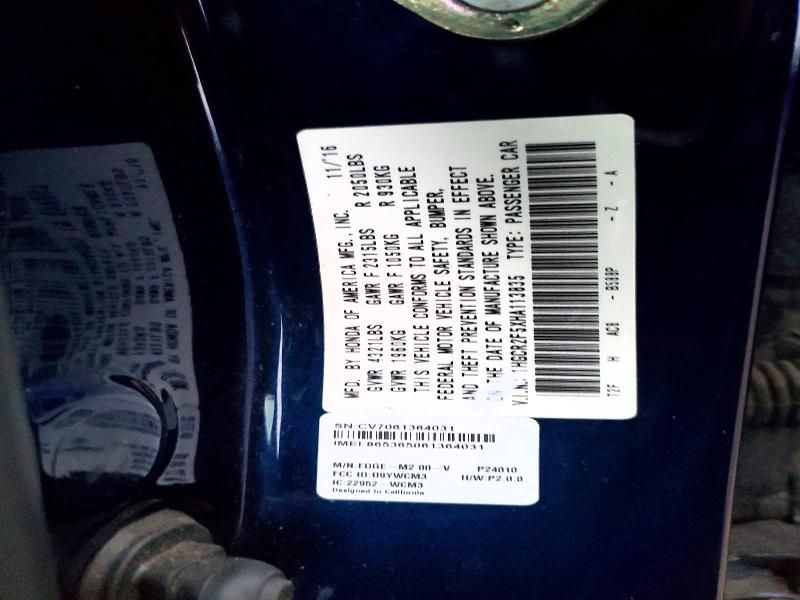 MFD. BY HONDA OF AMERICA MFG., INC. 11/16
GVWR 4321LBS GAWR F 2315LBS R 2050LBS
GVWR 1960KG GAWR F 1050KG R 930KG
THIS VEHICLE CONFORMS TO ALL APPLICABLE
FEDERAL MOTOR VEHICLE SAFETY, BUMPER,
AND THEFT PREVENTION STANDARDS IN EFFECT
ON THE DATE OF MANUFACTURE SHOWN ABOVE.
V.I.N.: 1HGCR2F5XHA113835 TYPE: PASSENGER CAR
T2F H AC8 - B588P - Z - A
SN:CV7061364031
IMEI:865365061364031
M/N EDGE-M2 00-V P24010
FCC ID:O9YWCM3 H/W:P2.0.0
IC:22952-WCM3
Designed in California